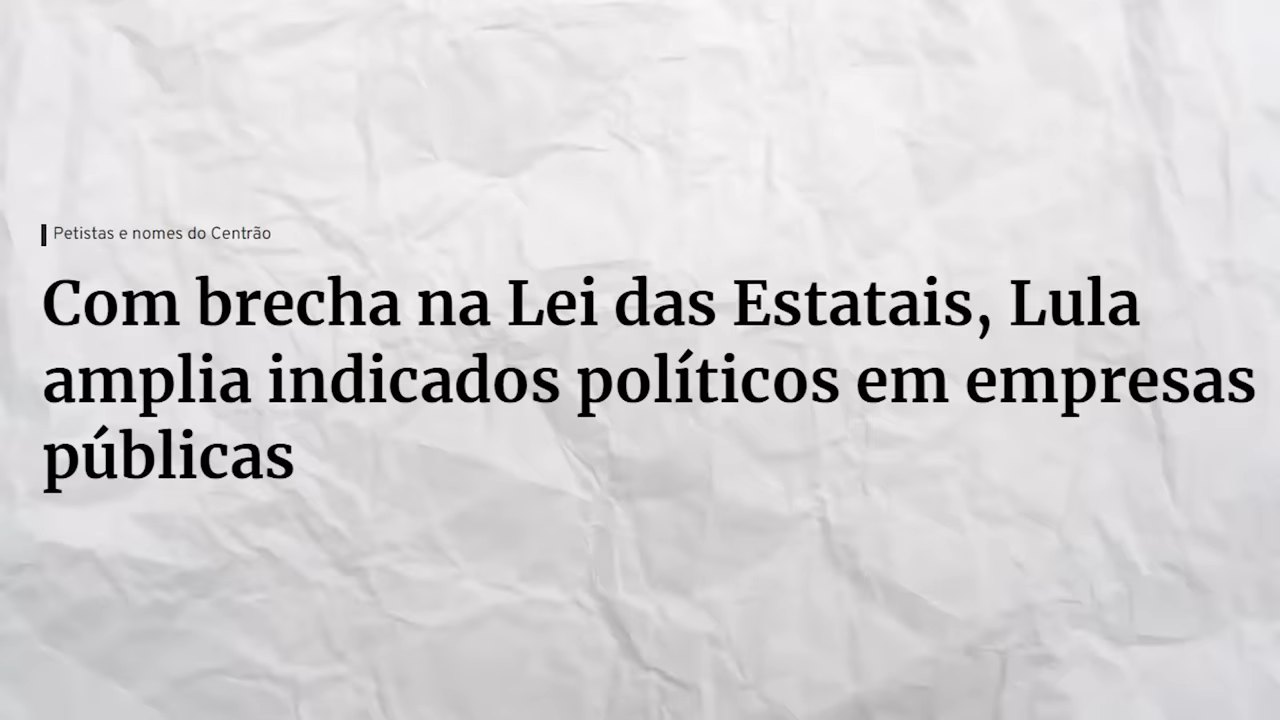 Petistas e nomes do Centrão
Com brecha na Lei das Estatais, Lula
amplia indicados políticos em empresas
públicas